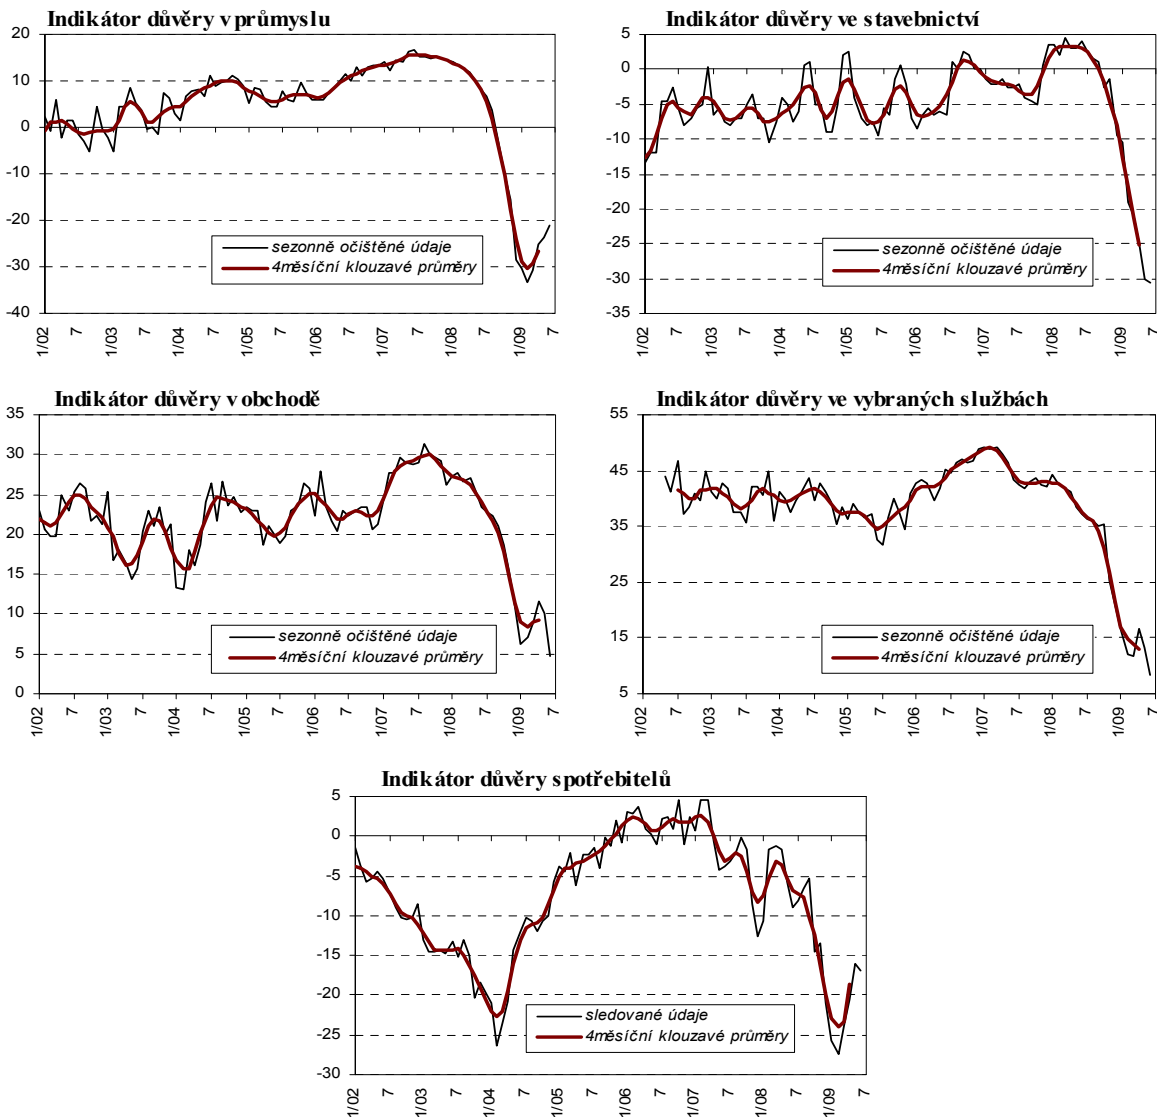 Indikátor důvěry v průmyslu
20
10
0
-10
-20
-30
-40
sezonně očištěné údaje
4měsíční klouzavé průměry
1/02 7 1/03 7 1/04 7 1/05 7 1/06 7 1/07 7 1/08 7 1/09 7
Indikátor důvěry ve stavebnictví
5
0
-5
-10
-15
-20
-25
-30
-35
sezonně očištěné údaje
4měsíční klouzavé průměry
1/02 7 1/03 7 1/04 7 1/05 7 1/06 7 1/07 7 1/08 7 1/09 7
Indikátor důvěry v obchodě
35
30
25
20
15
10
5
0
sezonně očištěné údaje
4měsíční klouzavé průměry
1/02 7 1/03 7 1/04 7 1/05 7 1/06 7 1/07 7 1/08 7 1/09 7
Indikátor důvěry ve vybraných službách
55
45
35
25
15
5
sezonně očištěné údaje
4měsíční klouzavé průměry
1/02 7 1/03 7 1/04 7 1/05 7 1/06 7 1/07 7 1/08 7 1/09 7
Indikátor důvěry spotřebitelů
5
0
-5
-10
-15
-20
-25
-30
sledované údaje
4měsíční klouzavé průměry
1/02 7 1/03 7 1/04 7 1/05 7 1/06 7 1/07 7 1/08 7 1/09 7